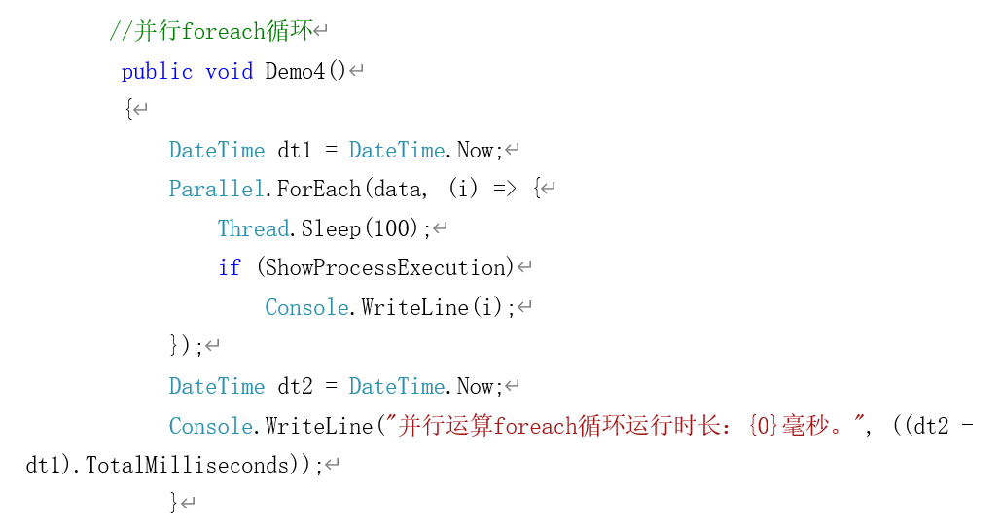 //并行foreach循环↵
public void Demo4()↵
{↵
DateTime dt1 = DateTime.Now;↵
Parallel.ForEach(data, (i) => {↵
Thread.Sleep(100);↵
if (ShowProcessExecution)↵
Console.WriteLine(i);↵
});↵
DateTime dt2 = DateTime.Now;↵
Console.WriteLine("并行运算foreach循环运行时长：{0}毫秒。", ((dt2 -
dt1).TotalMilliseconds));↵
}↵